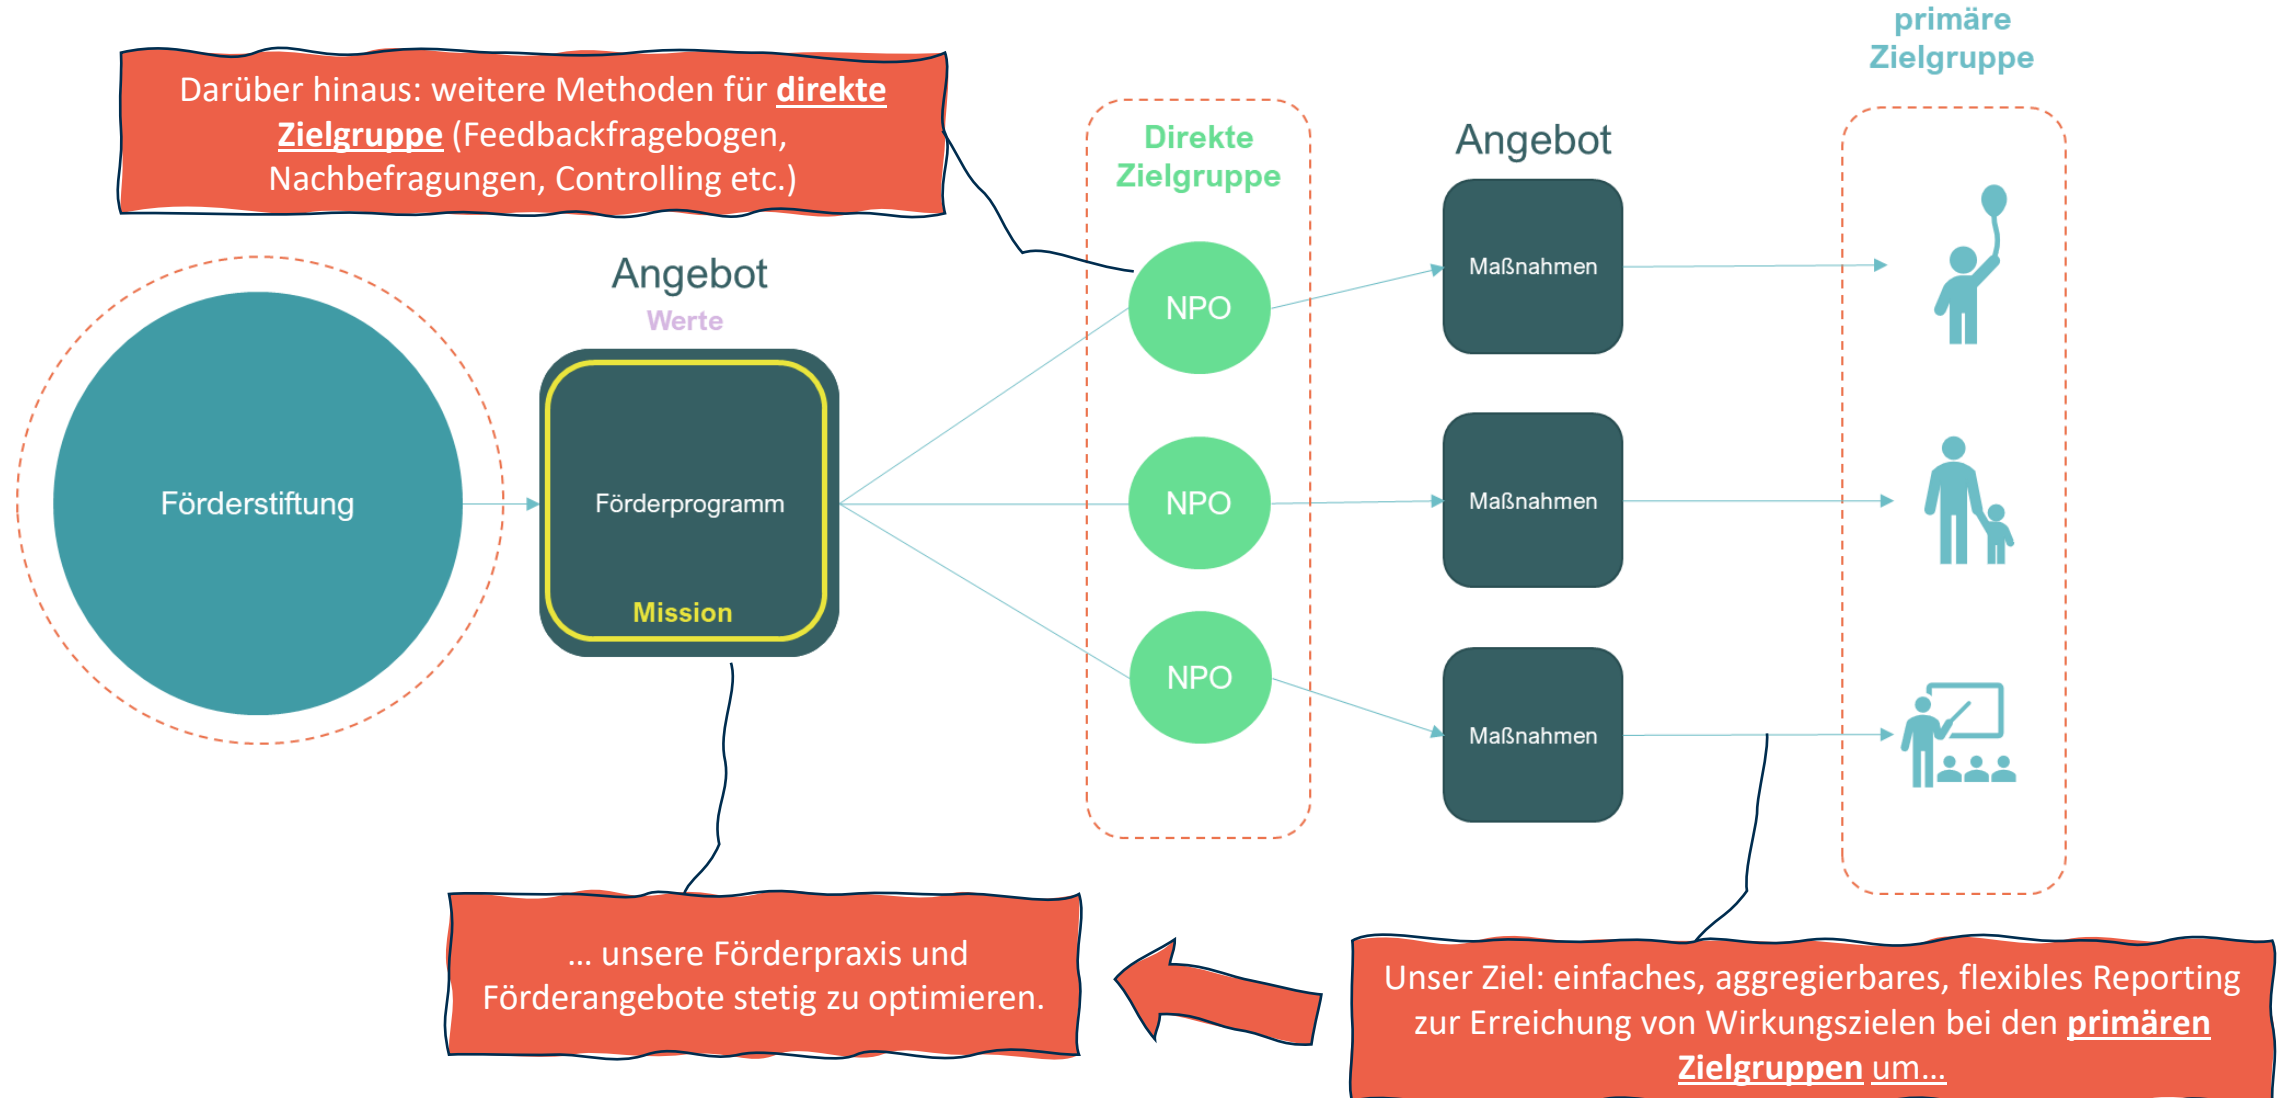 primäre
Zielgruppe
Darüber hinaus: weitere Methoden für direkte
Zielgruppe (Feedbackfragebogen,
Nachbefragungen, Controlling etc.)
Direkte
Zielgruppe
Angebot
Angebot
Werte
Förderstiftung
Förderprogramm
Mission
NPO
NPO
NPO
Maßnahmen
Maßnahmen
Maßnahmen
Unser Ziel: einfaches, aggregierbares, flexibles Reporting
zur Erreichung von Wirkungszielen bei den primären
Zielgruppen um...
... unsere Förderpraxis und
Förderangebote stetig zu optimieren.